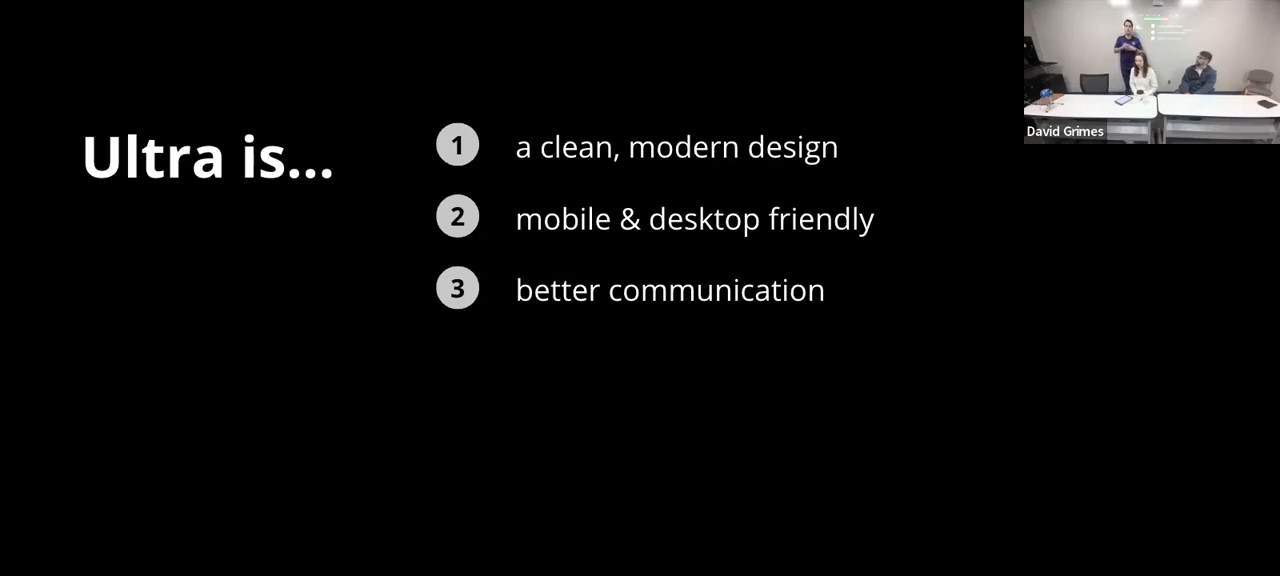 Ultra is...
1 a clean, modern design
2 mobile & desktop friendly
3 better communication
David Grimes